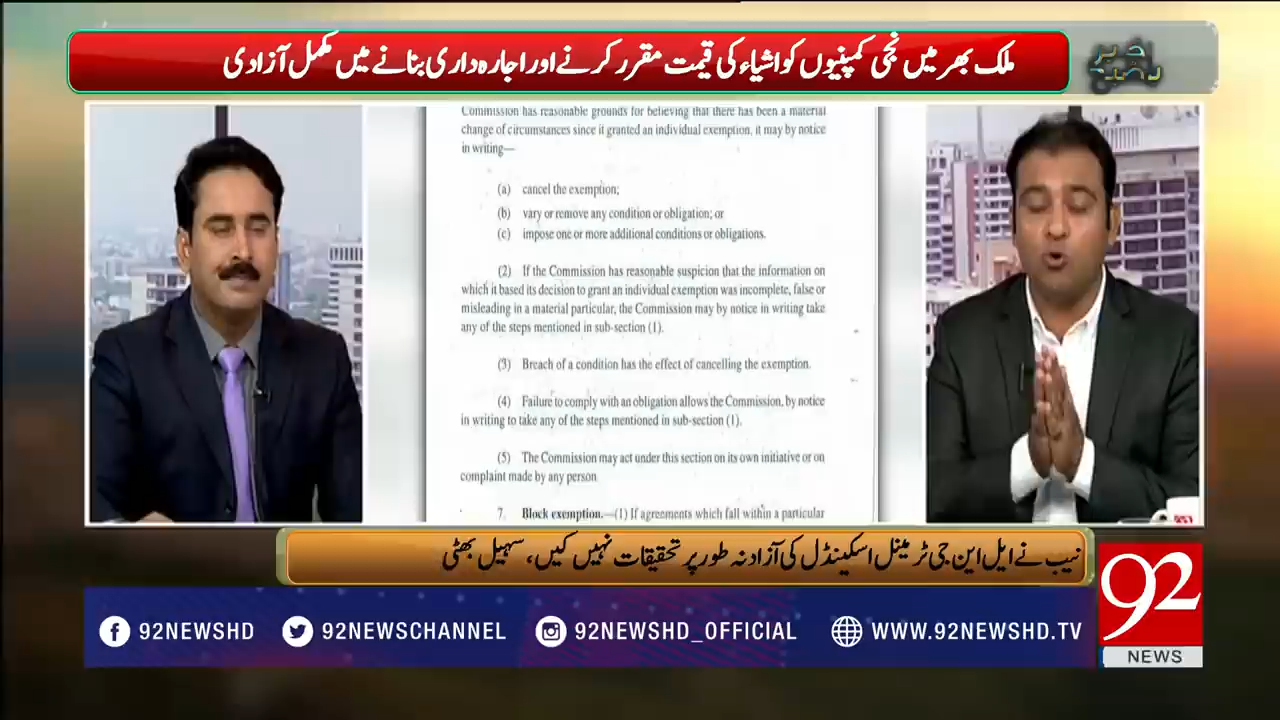 ملک بھر میں نجی کمپنیوں کو اشیاء کی قیمت مقرر کرنے اور اجارہ داری بنانے میں مکمل آزادی
Commission has reasonable grounds for believing that there has been a material
change of circumstances since it granted an individual exemption, it may by notice
in writing—
(a) cancel the exemption;
(b) vary or remove any condition or obligation; or
(c) impose one or more additional conditions or obligations.
(2) If the Commission has reasonable suspicion that the information on
which it based its decision to grant an individual exemption was incomplete, false or
misleading in a material particular, the Commission may by notice in writing take
any of the steps mentioned in sub-section (1).
(3) Breach of a condition has the effect of cancelling the exemption.
(4) Failure to comply with an obligation allows the Commission, by notice
in writing to take any of the steps mentioned in sub-section (1).
(5) The Commission may act under this section on its own initiative or on
complaint made by any person
7. Block exemption.—(1) If agreements which fall within a particular
نیب نے ایل این جی ٹرمینل اسکینڈل کی آزادنہ طور پر تحقیقات نہیں کیں، سہیل بھٹی
92NEWSHD
92NEWSCHANNEL
92NEWSHD_OFFICIAL
WWW.92NEWSHD.TV
92
NEWS